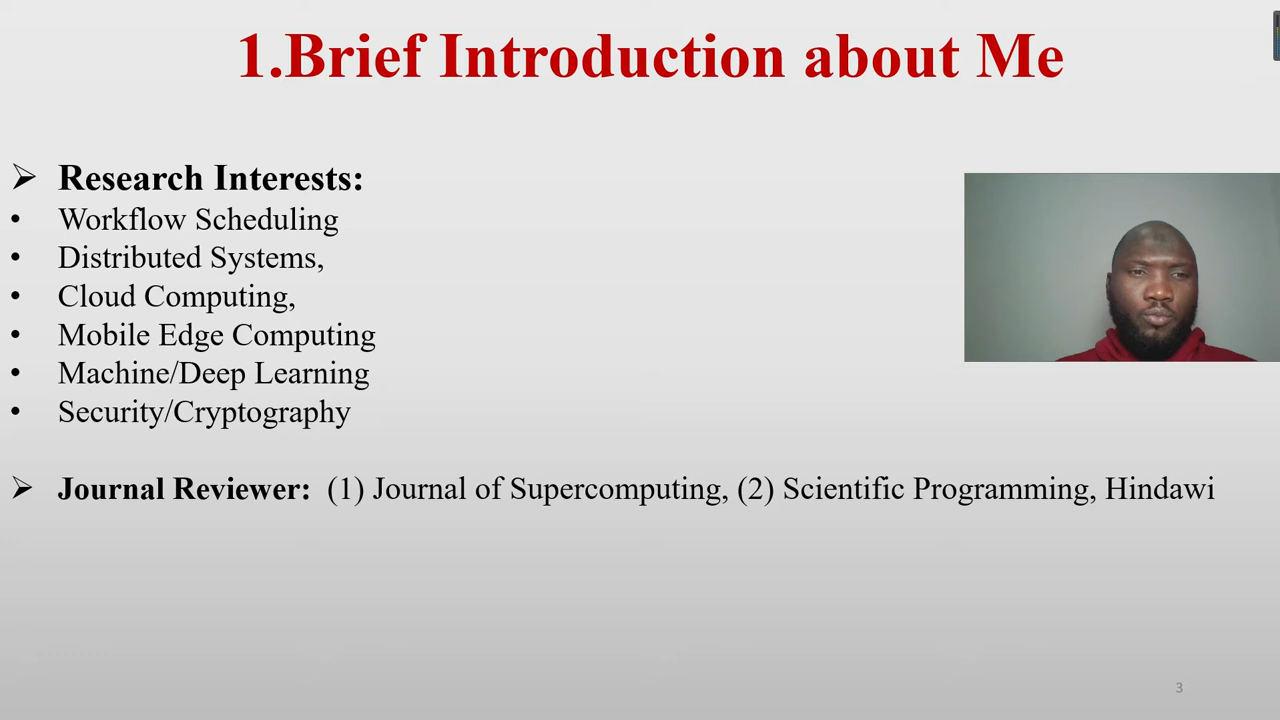 1.Brief Introduction about Me
➢ Research Interests:
• Workflow Scheduling
• Distributed Systems,
• Cloud Computing,
• Mobile Edge Computing
• Machine/Deep Learning
• Security/Cryptography
➢ Journal Reviewer: (1) Journal of Supercomputing, (2) Scientific Programming, Hindawi
3